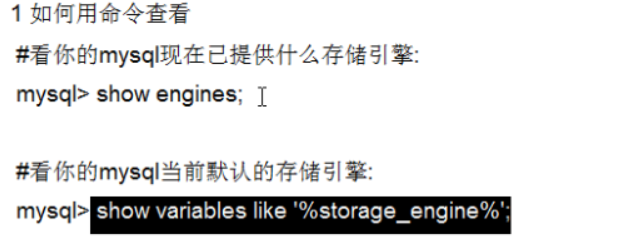 1 如何用命令查看
#看你的mysql现在已提供什么存储引擎:
mysql> show engines;
#看你的mysql当前默认的存储引擎:
mysql> show variables like '%storage_engine%';